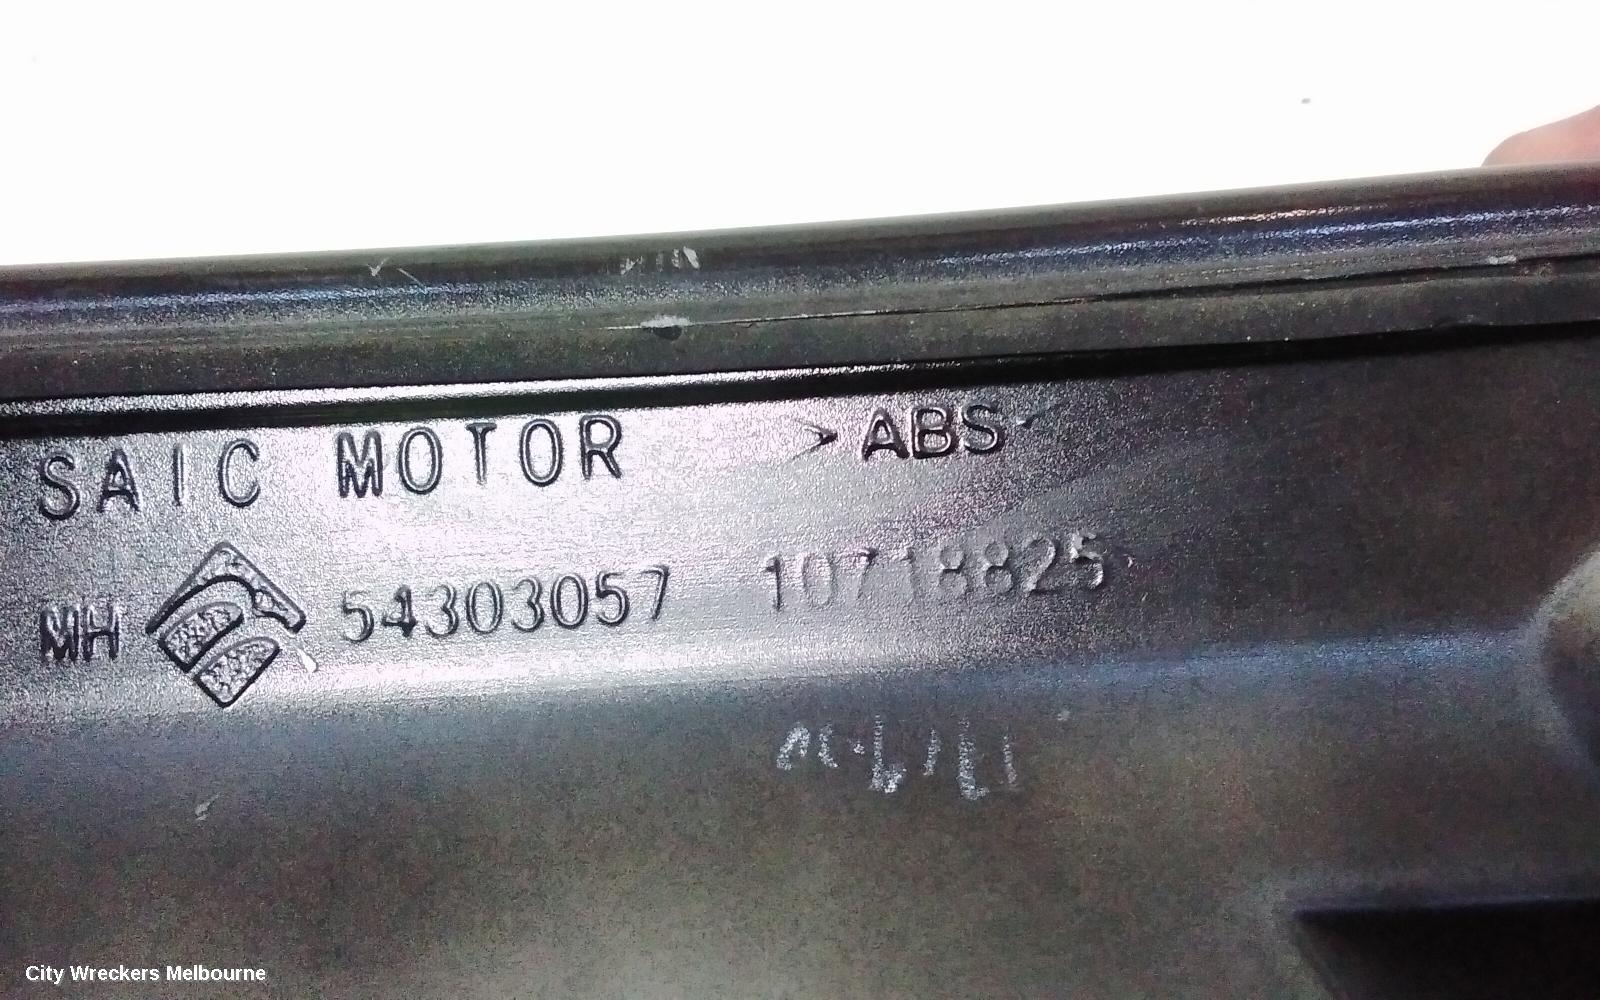 SAIC MOTOR >ABS<
MH 54303057 10718825
City Wreckers Melbourne